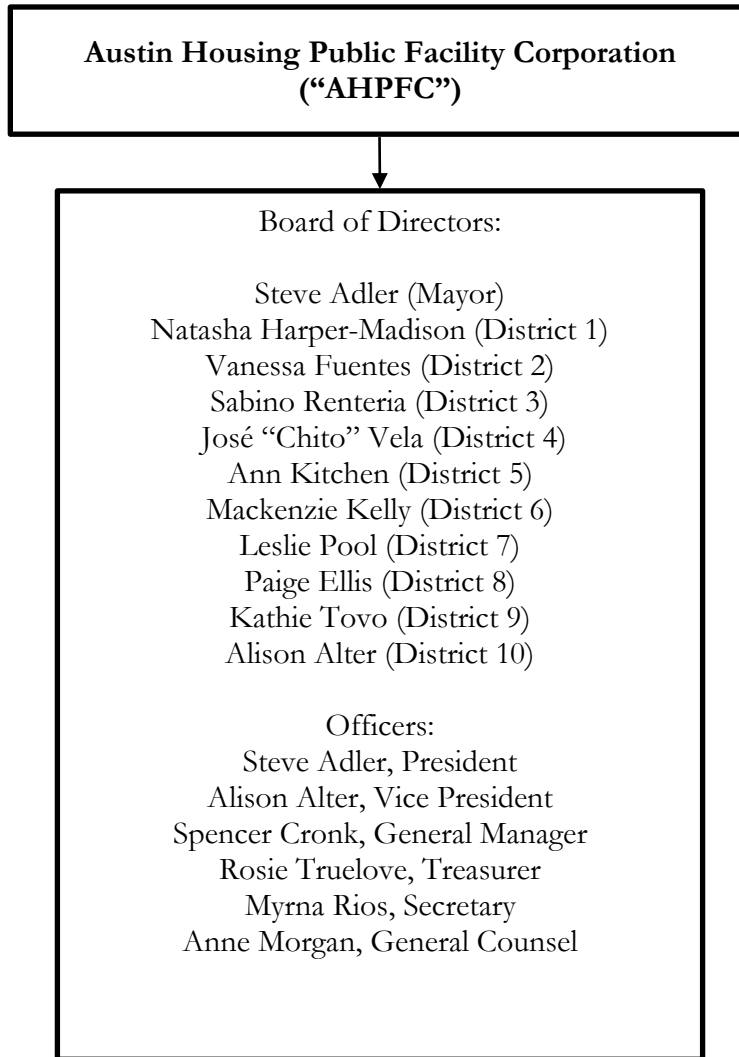 Austin Housing Public Facility Corporation
(“AHPFC”)
Board of Directors:
Steve Adler (Mayor)
Natasha Harper-Madison (District 1)
Vanessa Fuentes (District 2)
Sabino Renteria (District 3)
José “Chito” Vela (District 4)
Ann Kitchen (District 5)
Mackenzie Kelly (District 6)
Leslie Pool (District 7)
Paige Ellis (District 8)
Kathie Tovo (District 9)
Alison Alter (District 10)
Officers:
Steve Adler, President
Alison Alter, Vice President
Spencer Cronk, General Manager
Rosie Truelove, Treasurer
Myrna Rios, Secretary
Anne Morgan, General Counsel